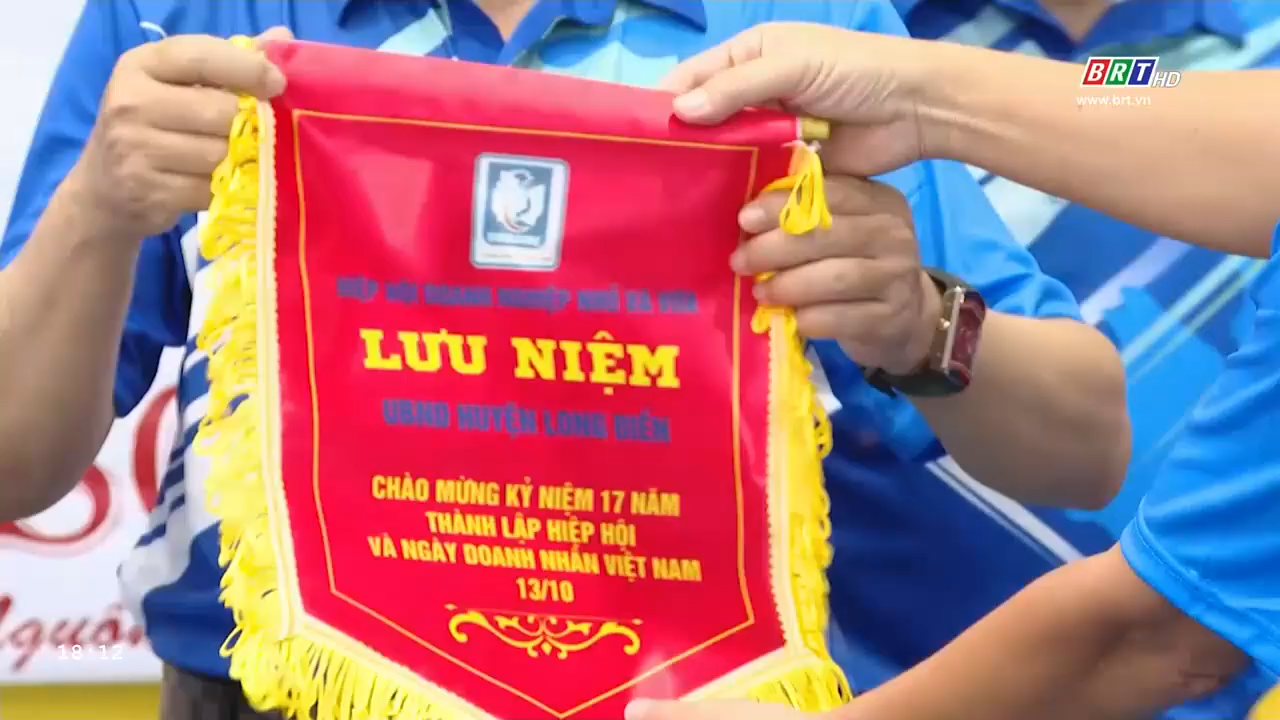 BRT HD
www.brt.vn
HIỆP HỘI DOANH NGHIỆP NHỎ VÀ VỪA
LƯU NIỆM
UBND HUYỆN LONG ĐIỀN
CHÀO MỪNG KỶ NIỆM 17 NĂM
THÀNH LẬP HIỆP HỘI
VÀ NGÀY DOANH NHÂN VIỆT NAM
13/10
18:12